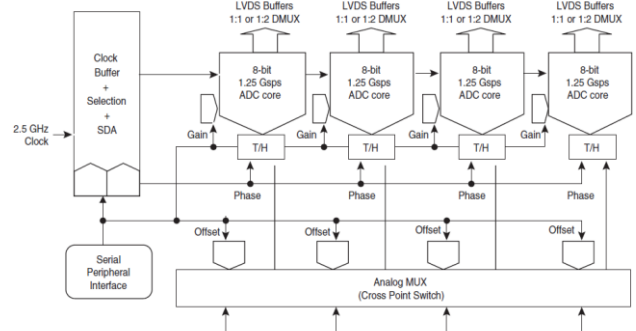 LVDS Buffers
1:1 or 1:2 DMUX
LVDS Buffers
1:1 or 1:2 DMUX
LVDS Buffers
1:1 or 1:2 DMUX
LVDS Buffers
1:1 or 1:2 DMUX
Clock
Buffer
+
Selection
+
SDA
8-bit
1.25 Gsps
ADC core
8-bit
1.25 Gsps
ADC core
8-bit
1.25 Gsps
ADC core
8-bit
1.25 Gsps
ADC core
2.5 GHz
Clock
Gain
Gain
Gain
Gain
T/H
T/H
T/H
T/H
Phase
Phase
Phase
Phase
Offset
Offset
Offset
Offset
Serial
Peripheral
Interface
Analog MUX
(Cross Point Switch)